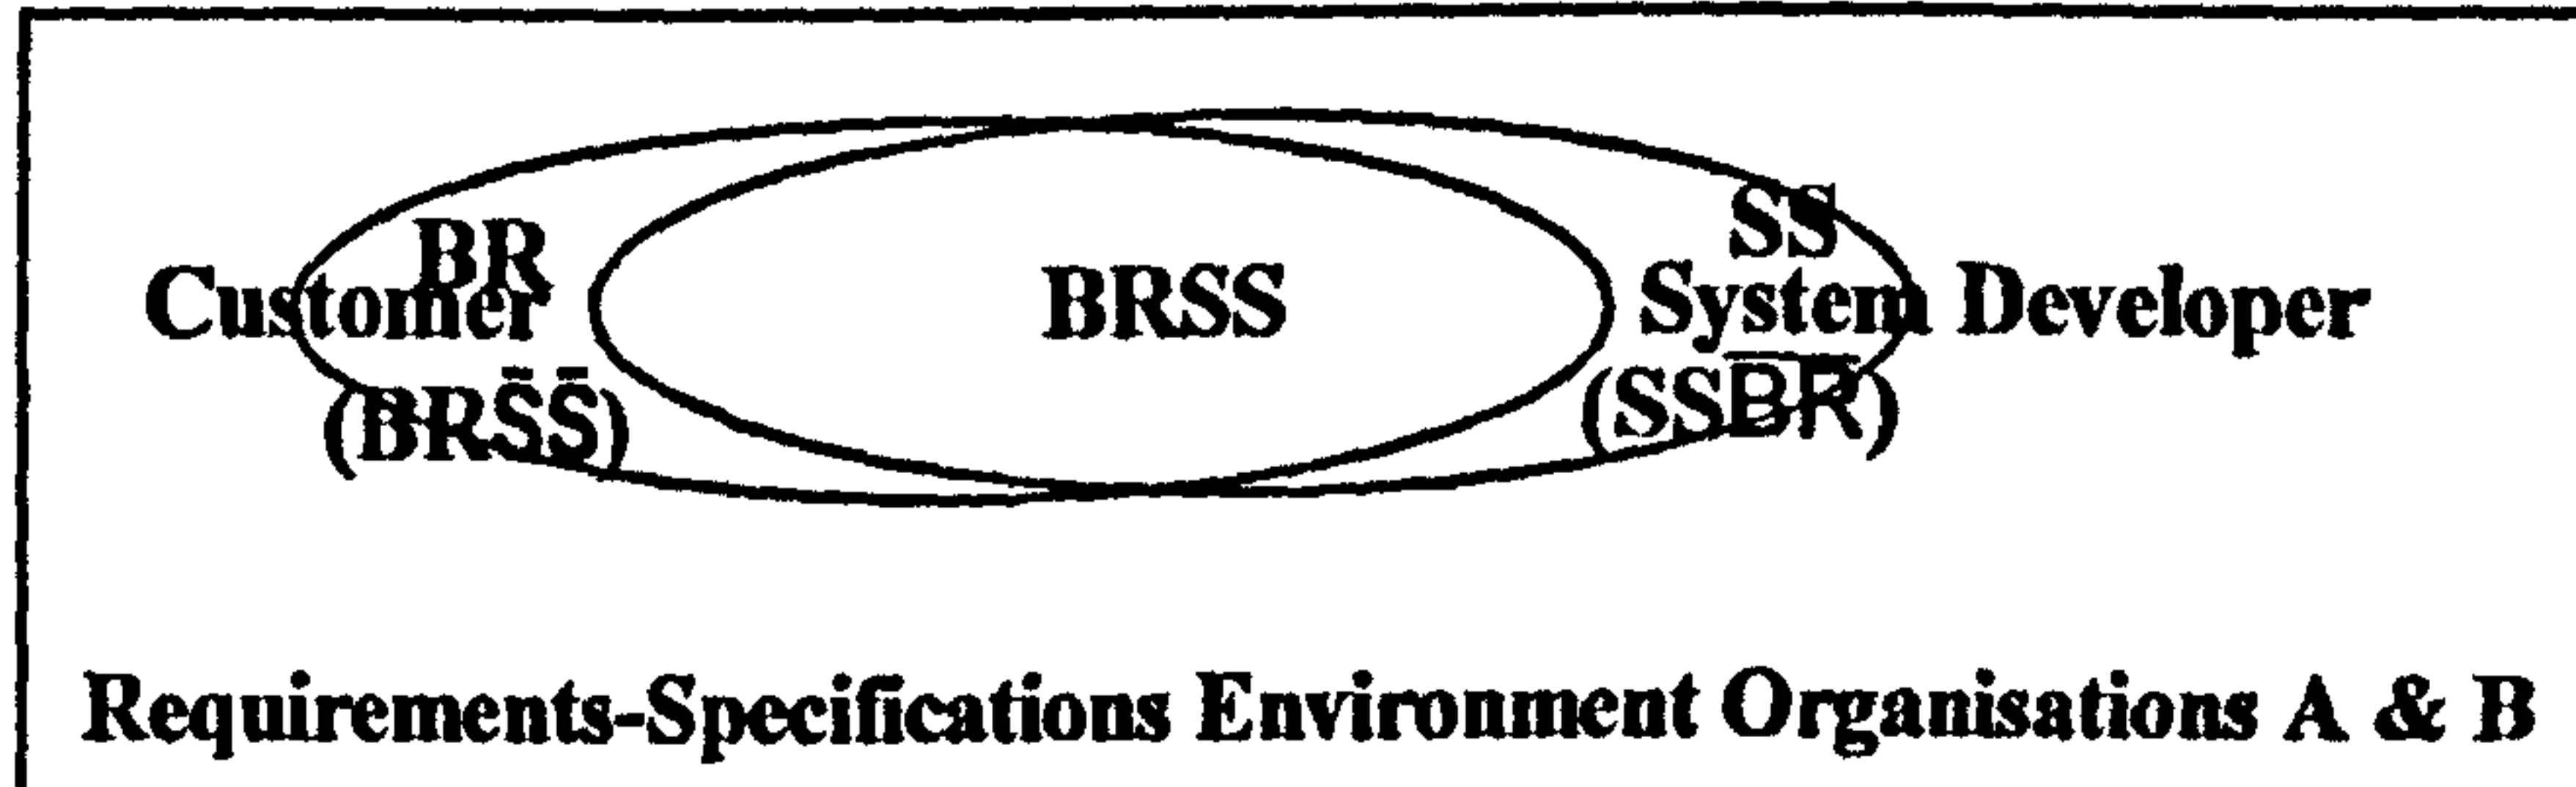 BR
SS
Customer
BRSS
System Developer
(BRS̄S̄)
(SSB̅R̅)
Requirements-Specifications Environment Organisations A & B